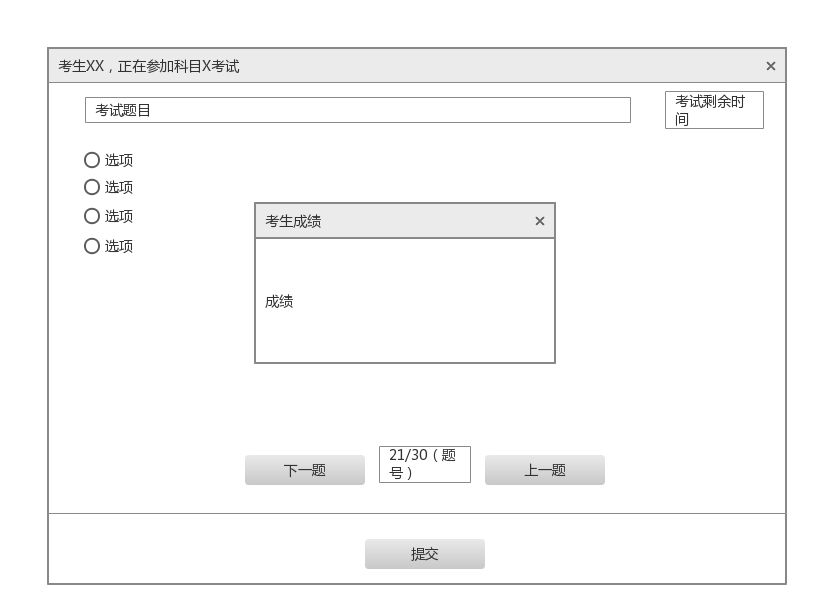 考生XX，正在参加科目X考试
考试题目
考试剩余时
间
选项
选项
选项
选项
考生成绩
成绩
下一题
21/30（题
号）
上一题
提交